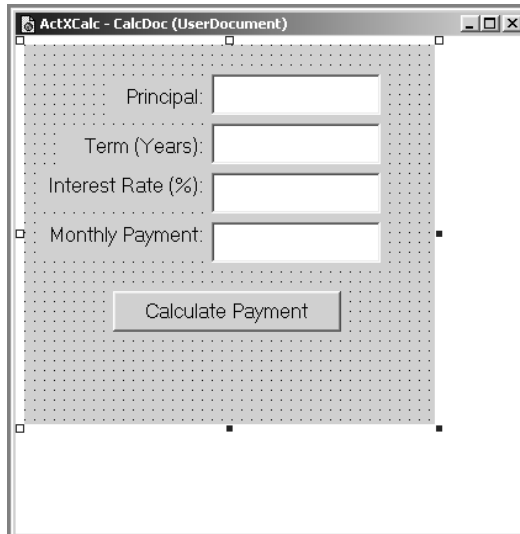 ActXCalc - CalcDoc (UserDocument)
Principal:
Term (Years):
Interest Rate (%):
Monthly Payment:
Calculate Payment